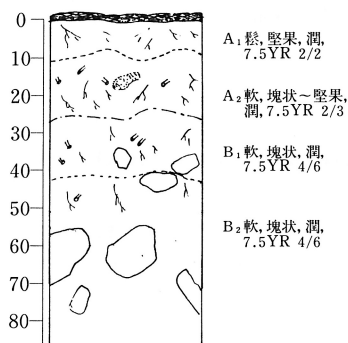 0
10
20
30
40
50
60
70
80
A₁鬆, 堅果, 潤,
7.5YR 2/2
A₂軟, 塊状～堅果,
潤, 7.5YR 2/3
B₁軟, 塊状, 潤,
7.5YR 4/6
B₂軟, 塊状, 潤,
7.5YR 4/6